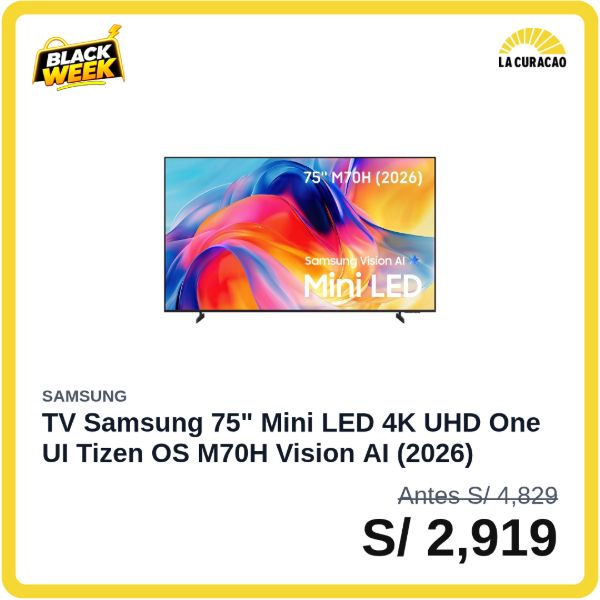 BLACK
WEEK
LA CURACAO
75" M70H (2026)
Samsung Vision AI
Mini LED
SAMSUNG
TV Samsung 75" Mini LED 4K UHD One
UI Tizen OS M70H Vision AI (2026)
Antes S/ 4,829
S/ 2,919